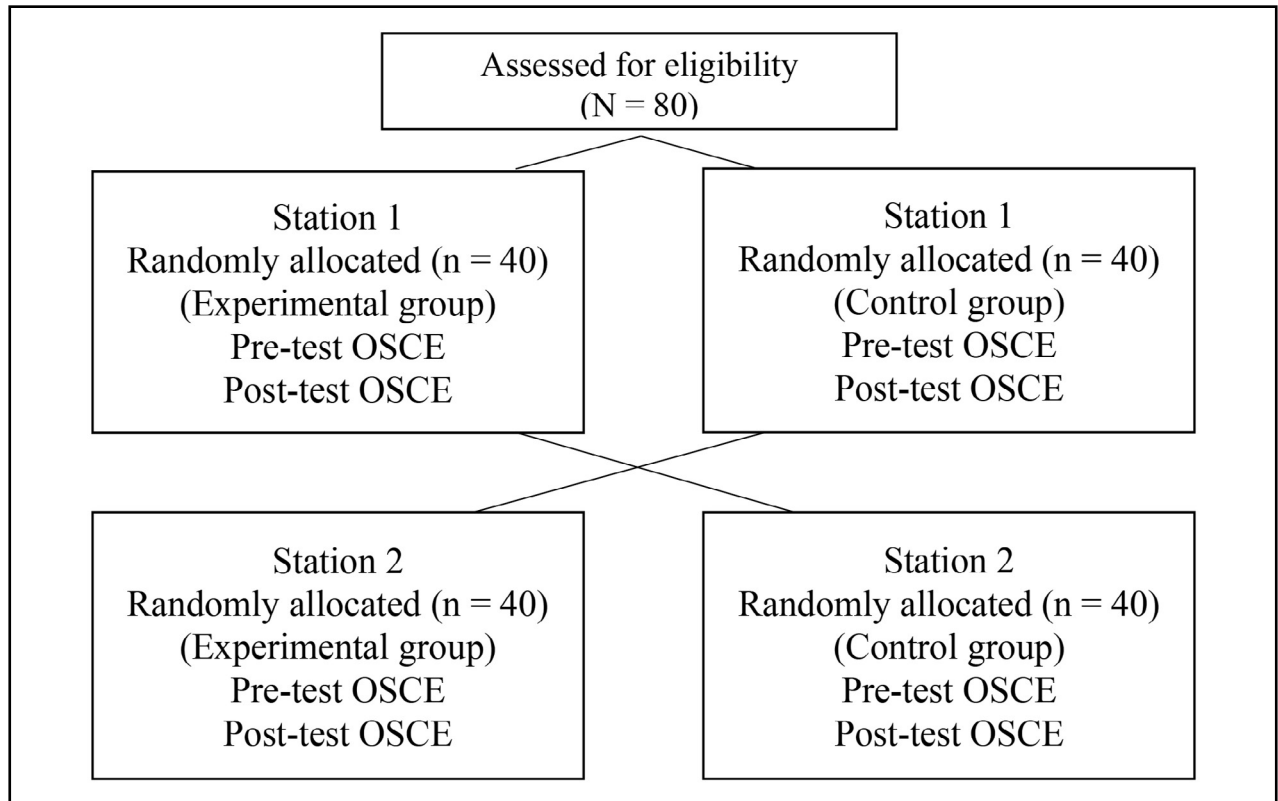 Assessed for eligibility
(N = 80)
Station 1
Randomly allocated (n = 40)
(Experimental group)
Pre-test OSCE
Post-test OSCE
Station 1
Randomly allocated (n = 40)
(Control group)
Pre-test OSCE
Post-test OSCE
Station 2
Randomly allocated (n = 40)
(Experimental group)
Pre-test OSCE
Post-test OSCE
Station 2
Randomly allocated (n = 40)
(Control group)
Pre-test OSCE
Post-test OSCE